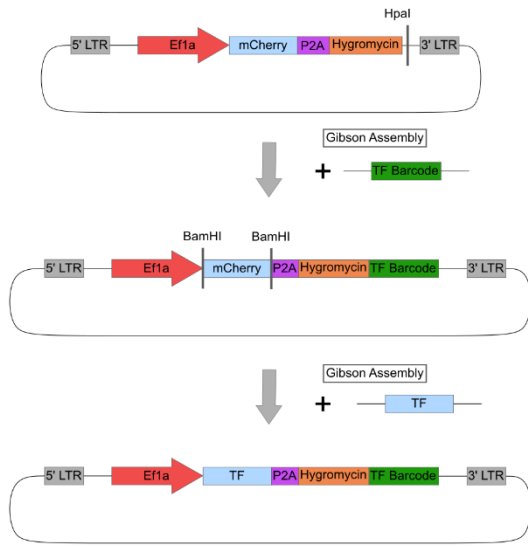 HpaI
5' LTR Ef1a mCherry P2A Hygromycin 3' LTR
Gibson Assembly
+ TF Barcode
BamHI BamHI
5' LTR Ef1a mCherry P2A Hygromycin TF Barcode 3' LTR
Gibson Assembly
+ TF
5' LTR Ef1a TF P2A Hygromycin TF Barcode 3' LTR